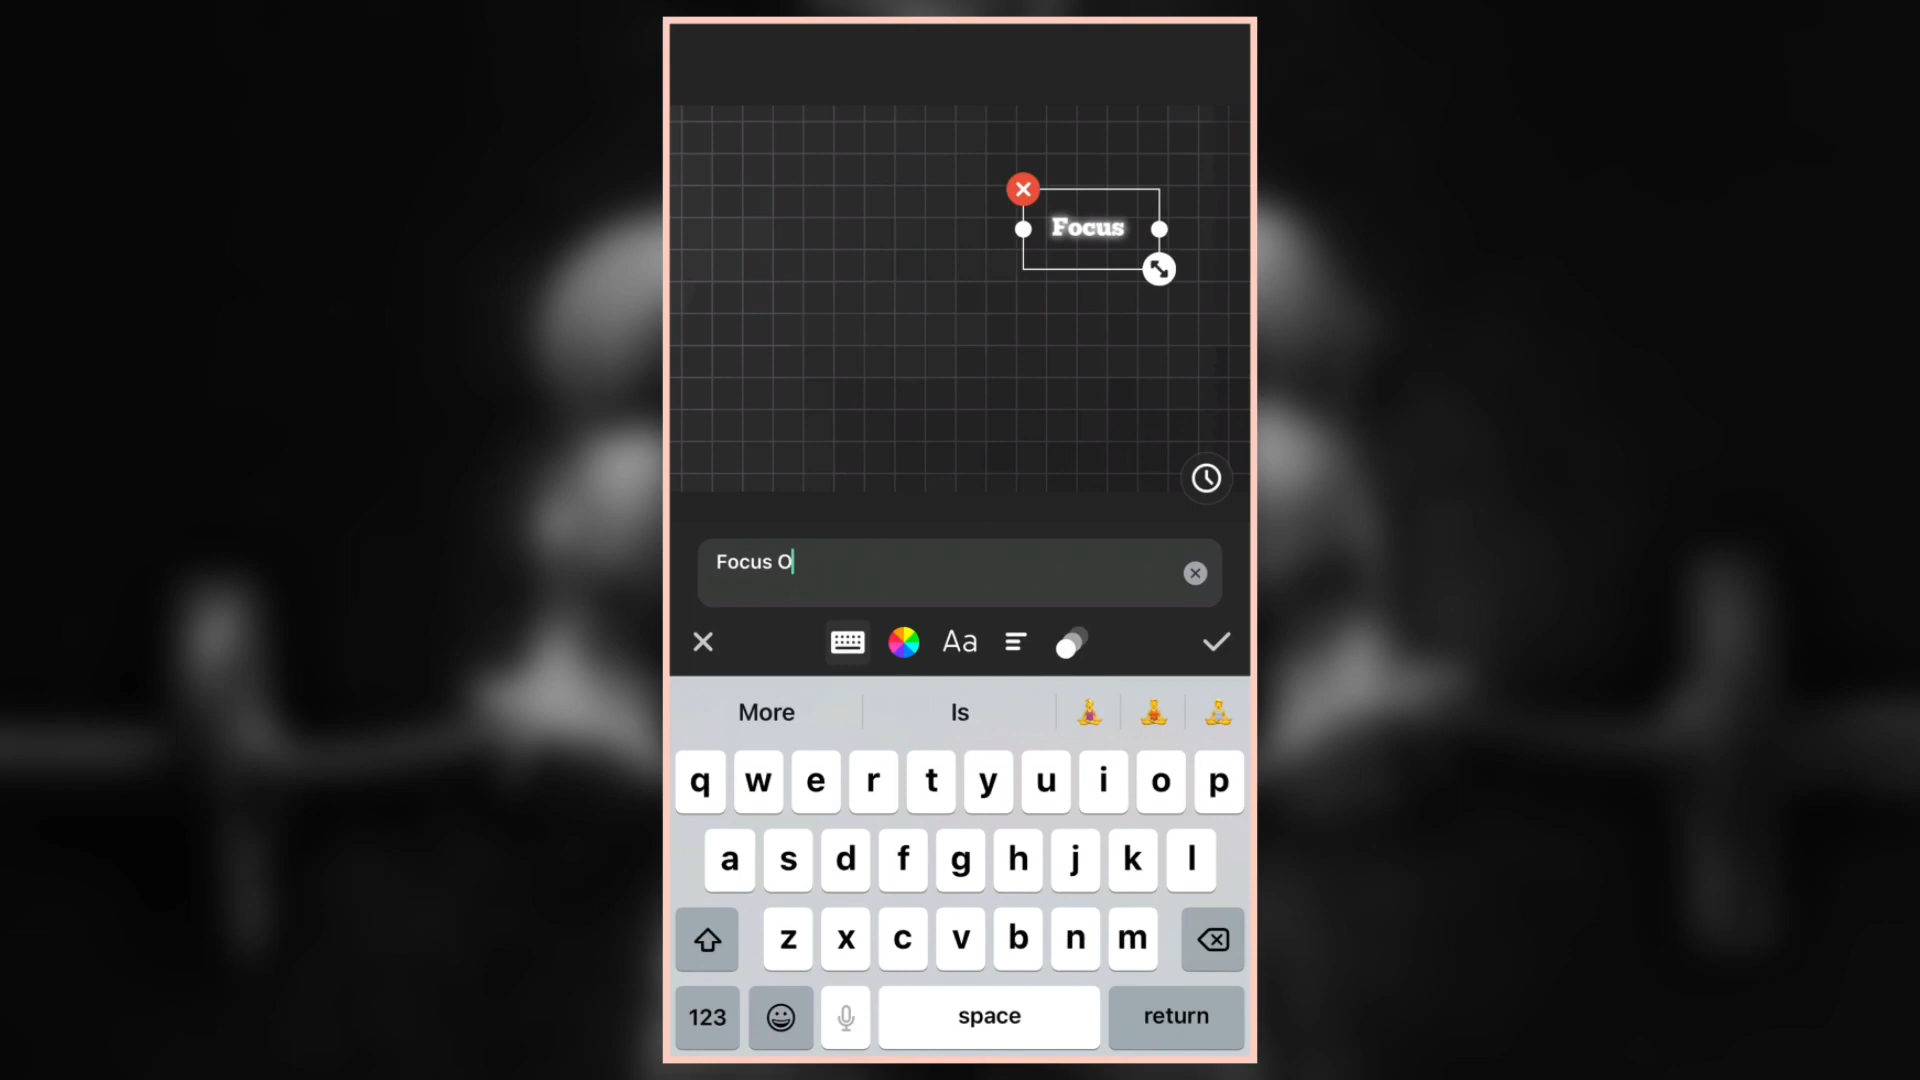 Focus
Focus O
Aa
More Is
q w e r t y u i o p
a s d f g h j k l
z x c v b n m
123 space return